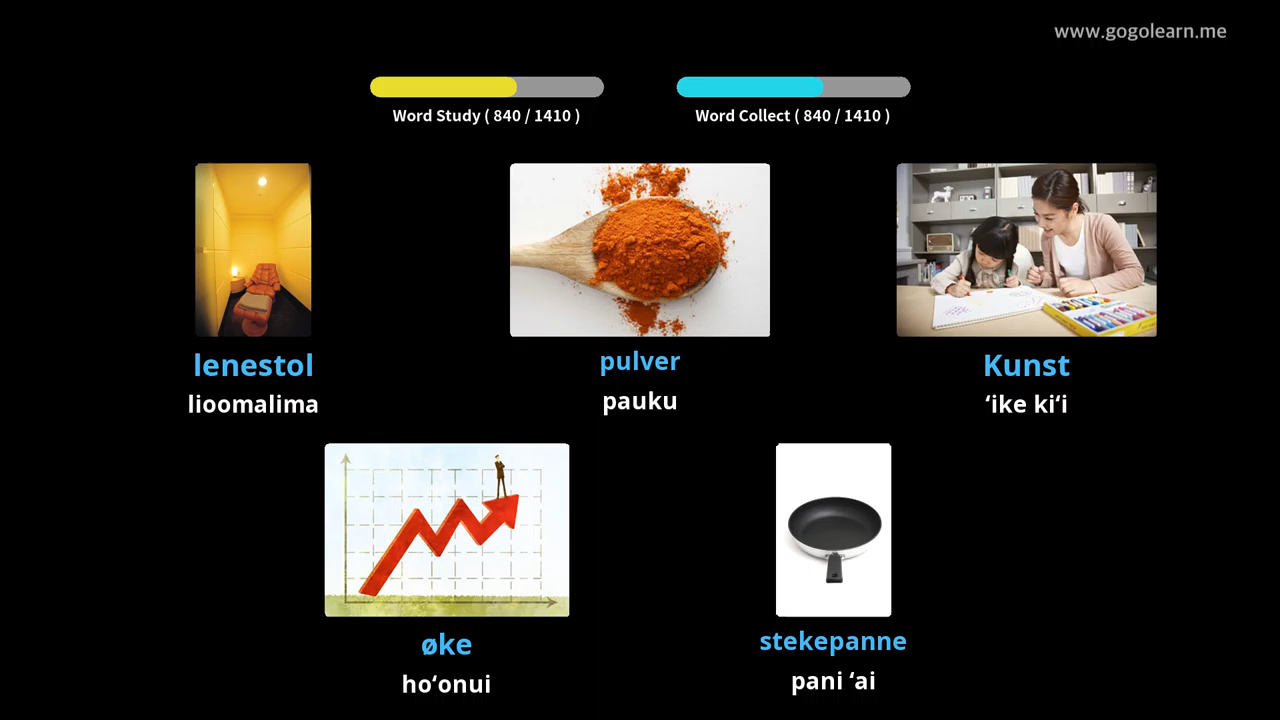 www.gogolearn.me
Word Study ( 840 / 1410 )
Word Collect ( 840 / 1410 )
lenestol
lioomalima
pulver
pauku
Kunst
ʻike kiʻi
øke
hoʻonui
stekepanne
pani ʻai